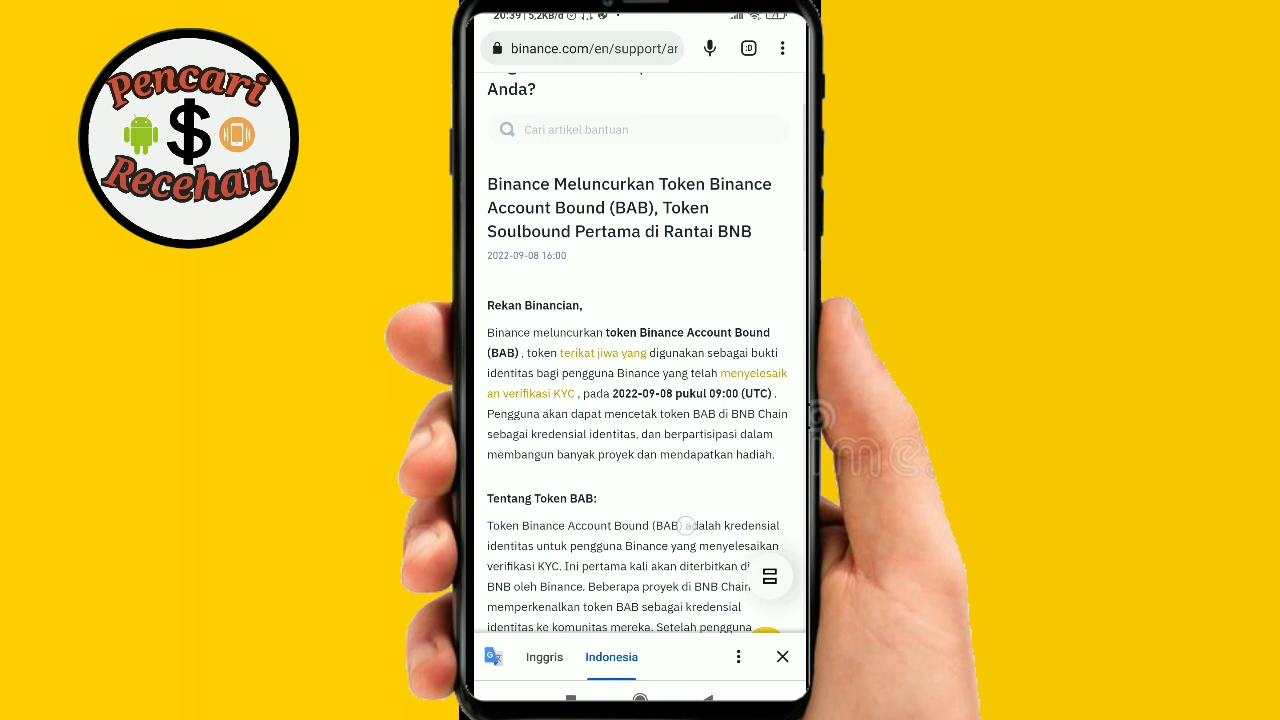 Pencari
$
Recehan
20:39 | 5,2KB/d
binance.com/en/support/ar
:D
Anda?
Cari artikel bantuan
Binance Meluncurkan Token Binance
Account Bound (BAB), Token
Soulbound Pertama di Rantai BNB
2022-09-08 16:00
Rekan Binancian,
Binance meluncurkan token Binance Account Bound
(BAB) , token terikat jiwa yang digunakan sebagai bukti
identitas bagi pengguna Binance yang telah menyelesaik
an verifikasi KYC , pada 2022-09-08 pukul 09:00 (UTC) .
Pengguna akan dapat mencetak token BAB di BNB Chain
sebagai kredensial identitas, dan berpartisipasi dalam
membangun banyak proyek dan mendapatkan hadiah.
Tentang Token BAB:
Token Binance Account Bound (BAB) adalah kredensial
identitas untuk pengguna Binance yang menyelesaikan
verifikasi KYC. Ini pertama kali akan diterbitkan di
BNB oleh Binance. Beberapa proyek di BNB Chain
memperkenalkan token BAB sebagai kredensial
identitas ke komunitas mereka. Setelah pengguna
Inggris Indonesia